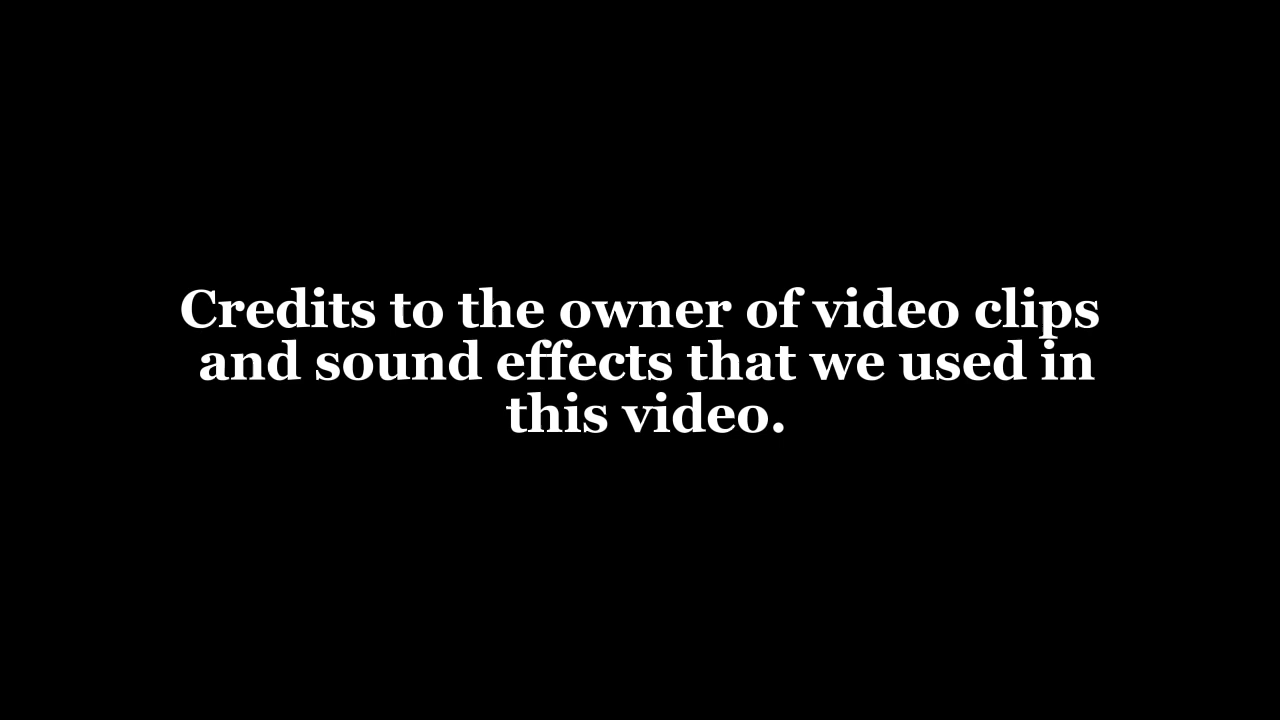 Credits to the owner of video clips
and sound effects that we used in
this video.